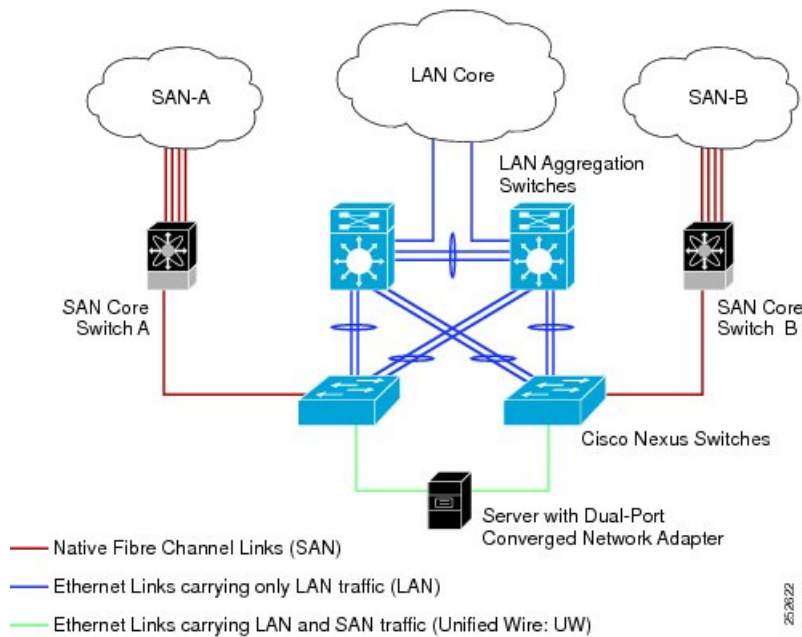 SAN-A
LAN Core
SAN-B
LAN Aggregation
Switches
SAN Core
Switch A
SAN Core
Switch B
Cisco Nexus Switches
Server with Dual-Port
Converged Network Adapter
Native Fibre Channel Links (SAN)
Ethernet Links carrying only LAN traffic (LAN)
Ethernet Links carrying LAN and SAN traffic (Unified Wire: UW)
252622